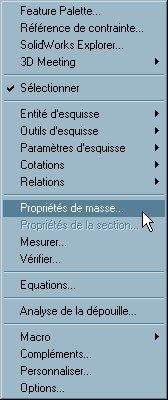 Feature Palette...
Référence de contrainte...
SolidWorks Explorer...
3D Meeting
Sélectionner
Entité d'esquisse
Outils d'esquisse
Paramètres d'esquisse
Cotations
Relations
Propriétés de masse...
Propriétés de la section...
Mesurer...
Vérifier...
Equations...
Analyse de la dépouille...
Macro
Compléments...
Personnaliser...
Options...